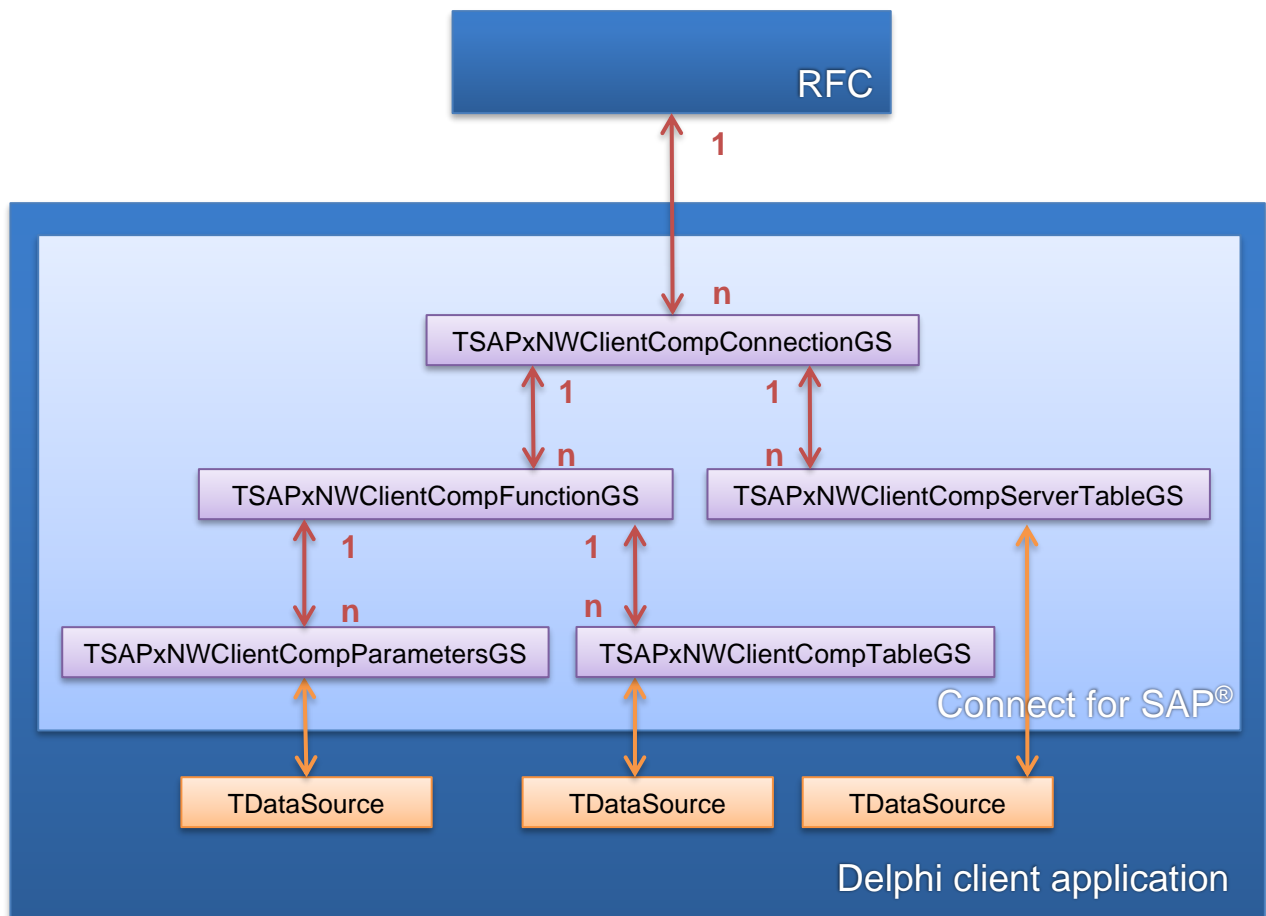 RFC
1
n
TSAPxNWClientCompConnectionGS
1
1
n
n
TSAPxNWClientCompFunctionGS
TSAPxNWClientCompServerTableGS
1
1
n
n
TSAPxNWClientCompParametersGS
TSAPxNWClientCompTableGS
Connect for SAP®
TDataSource
TDataSource
TDataSource
Delphi client application